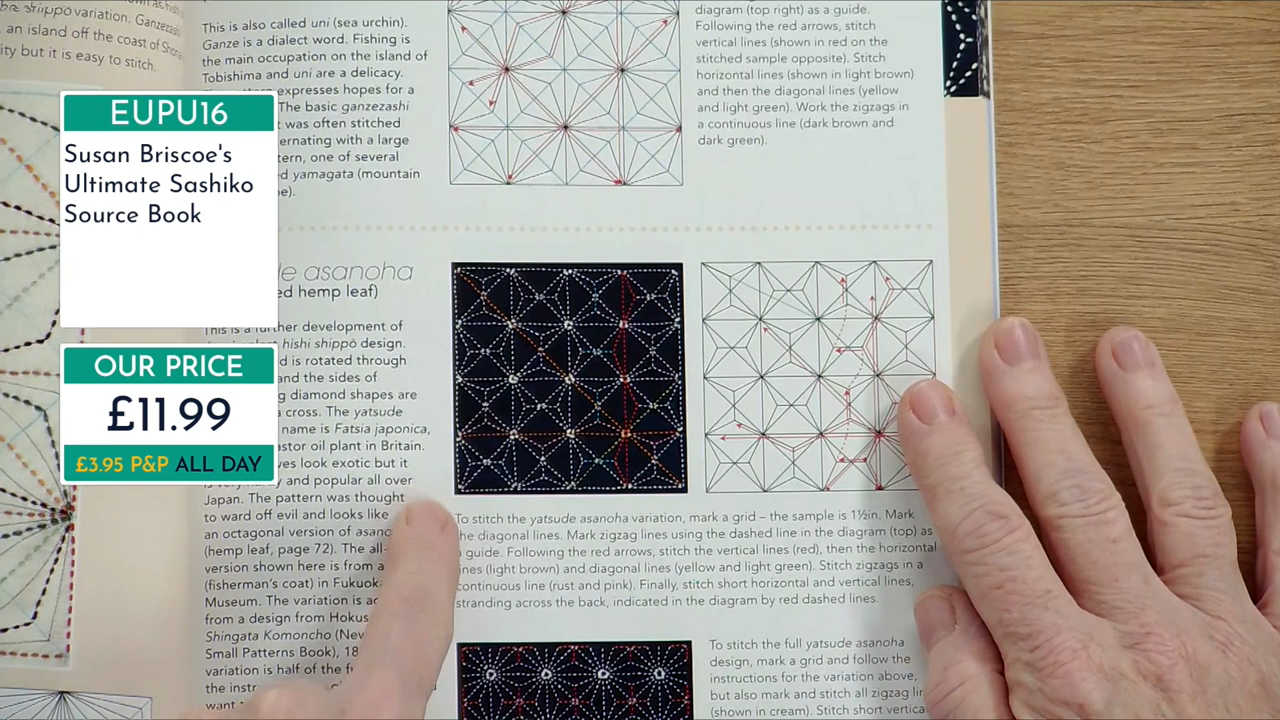 shippo variation. Ganzezashi
an island off the coast of Shona
ity but it is easy to stitch.
This is also called uni (sea urchin).
Ganze is a dialect word. Fishing is
the main occupation on the island of
Tobishima and uni are a delicacy.
expresses hopes for a
The basic ganzezashi
was often stitched
ernating with a large
tern, one of several
d yamagata (mountain
diagram (top right) as a guide.
Following the red arrows, stitch
vertical lines (shown in red on the
stitched sample opposite). Stitch
horizontal lines (shown in light brown)
and then the diagonal lines (yellow
and light green). Work the zigzags in
a continuous line (dark brown and
dark green).
EUPU16
Susan Briscoe's
Ultimate Sashiko
Source Book
OUR PRICE
£11.99
£3.95 P&P ALL DAY
de asanoha
ed hemp leaf)
This is a further development of
hishi shippō design.
d is rotated through
and the sides of
g diamond shapes are
cross. The yatsude
name is Fatsia japonica,
astor oil plant in Britain.
ves look exotic but it
and popular all over
Japan. The pattern was thought
to ward off evil and looks like
an octagonal version of asano
(hemp leaf, page 72). The all-
version shown here is from a
(fisherman's coat) in Fukuok
Museum. The variation is a
from a design from Hokus
Shingata Komoncho (New
Small Patterns Book), 18
variation is half of the fu
the instr
want
To stitch the yatsude asanoha variation, mark a grid – the sample is 1½in. Mark
the diagonal lines. Mark zigzag lines using the dashed line in the diagram (top) as
a guide. Following the red arrows, stitch the vertical lines (red), then the horizontal
lines (light brown) and diagonal lines (yellow and light green). Stitch zigzags in a
continuous line (rust and pink). Finally, stitch short horizontal and vertical lines,
stranding across the back, indicated in the diagram by red dashed lines.
To stitch the full yatsude asanoha
design, mark a grid and follow the
instructions for the variation above,
but also mark and stitch all zigzag lin
(shown in cream). Stitch short vertica